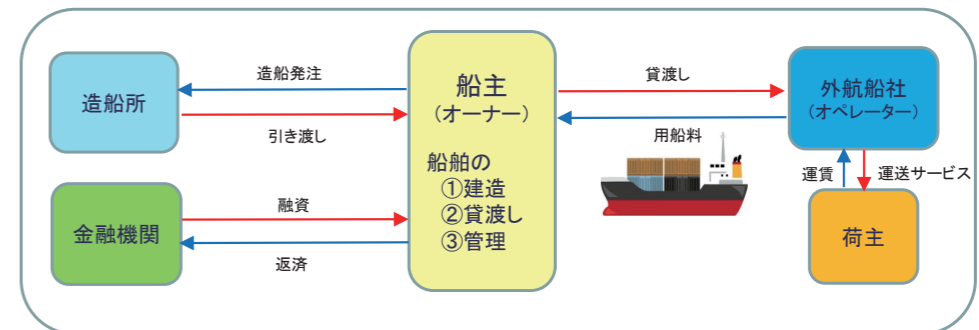 造船所
造船発注
引き渡し
金融機関
融資
返済
船主
（オーナー）
船舶の
①建造
②貸渡し
③管理
貸渡し
用船料
外航船社
（オペレーター）
運賃
運送サービス
荷主